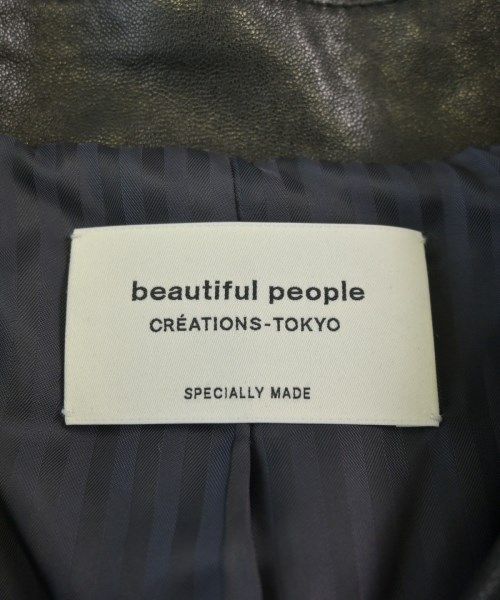 beautiful people
CRÉATIONS-TOKYO
SPECIALLY MADE